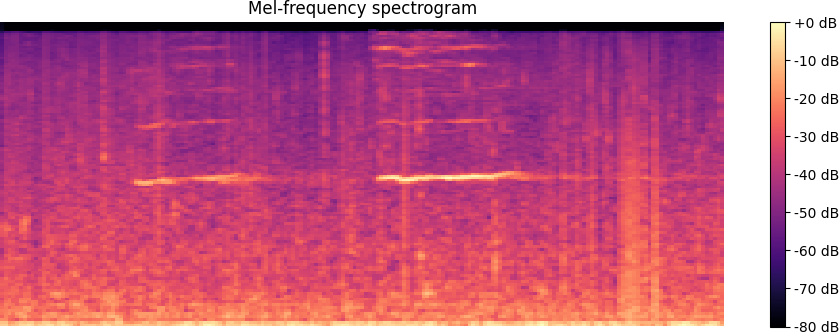 Mel-frequency spectrogram
+0 dB
-10 dB
-20 dB
-30 dB
-40 dB
-50 dB
-60 dB
-70 dB
-80 dB